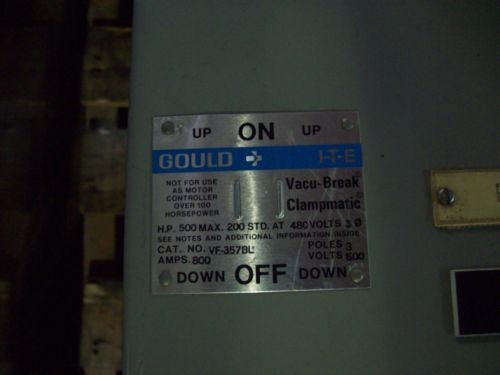 UP ON UP
GOULD I-T-E
NOT FOR USE
AS MOTOR
CONTROLLER
OVER 100
HORSEPOWER
Vacu-Break
Clampmatic
H.P. 500 MAX. 200 STD. AT 480 VOLTS 3 Ø
SEE NOTES AND ADDITIONAL INFORMATION INSIDE
CAT. NO. VF-357BL
POLES 3
AMPS. 800
VOLTS 600
DOWN OFF DOWN